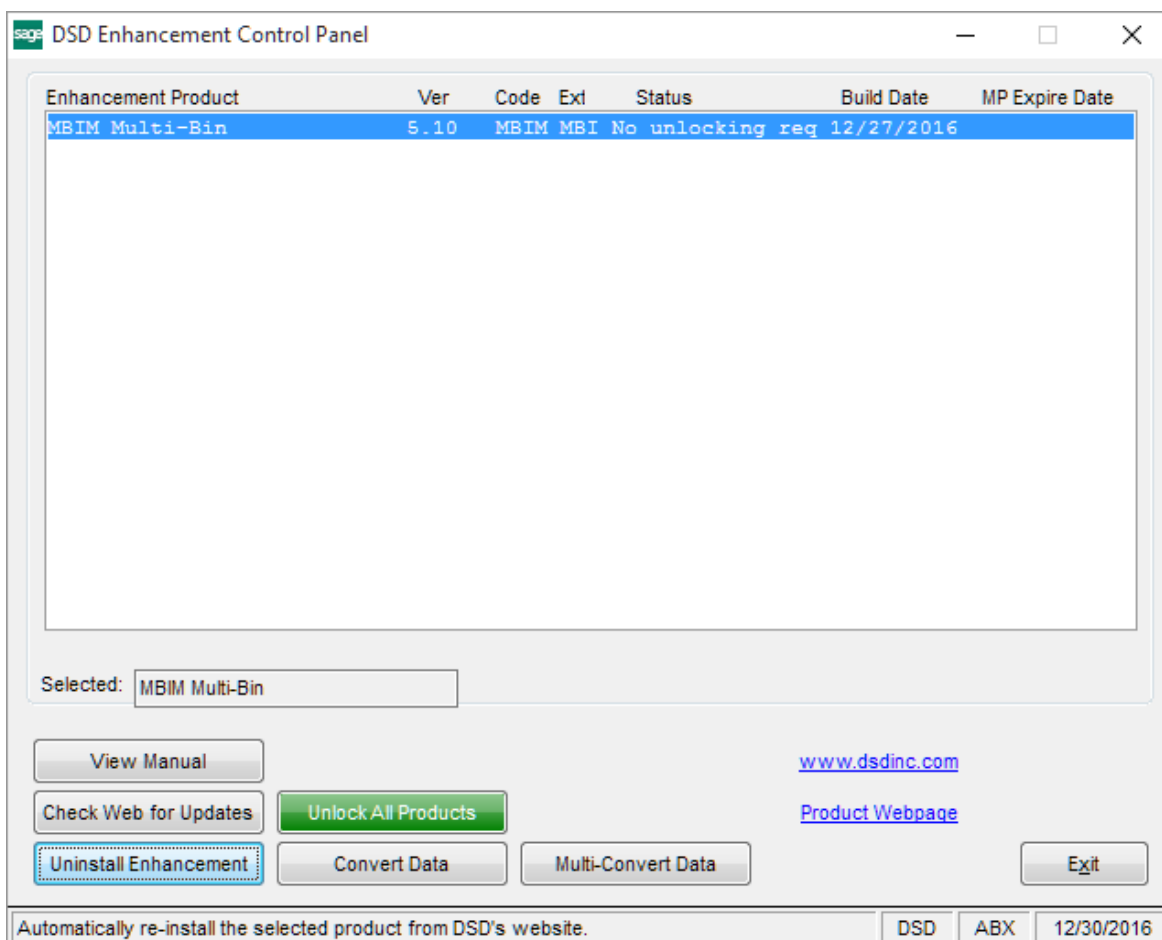 sage DSD Enhancement Control Panel
Enhancement Product Ver Code Ext Status Build Date MP Expire Date
MBIM Multi-Bin 5.10 MBIM MBI No unlocking req 12/27/2016
Selected: MBIM Multi-Bin
View Manual www.dsdinc.com
Check Web for Updates Unlock All Products Product Webpage
Uninstall Enhancement Convert Data Multi-Convert Data Exit
Automatically re-install the selected product from DSD's website. DSD ABX 12/30/2016